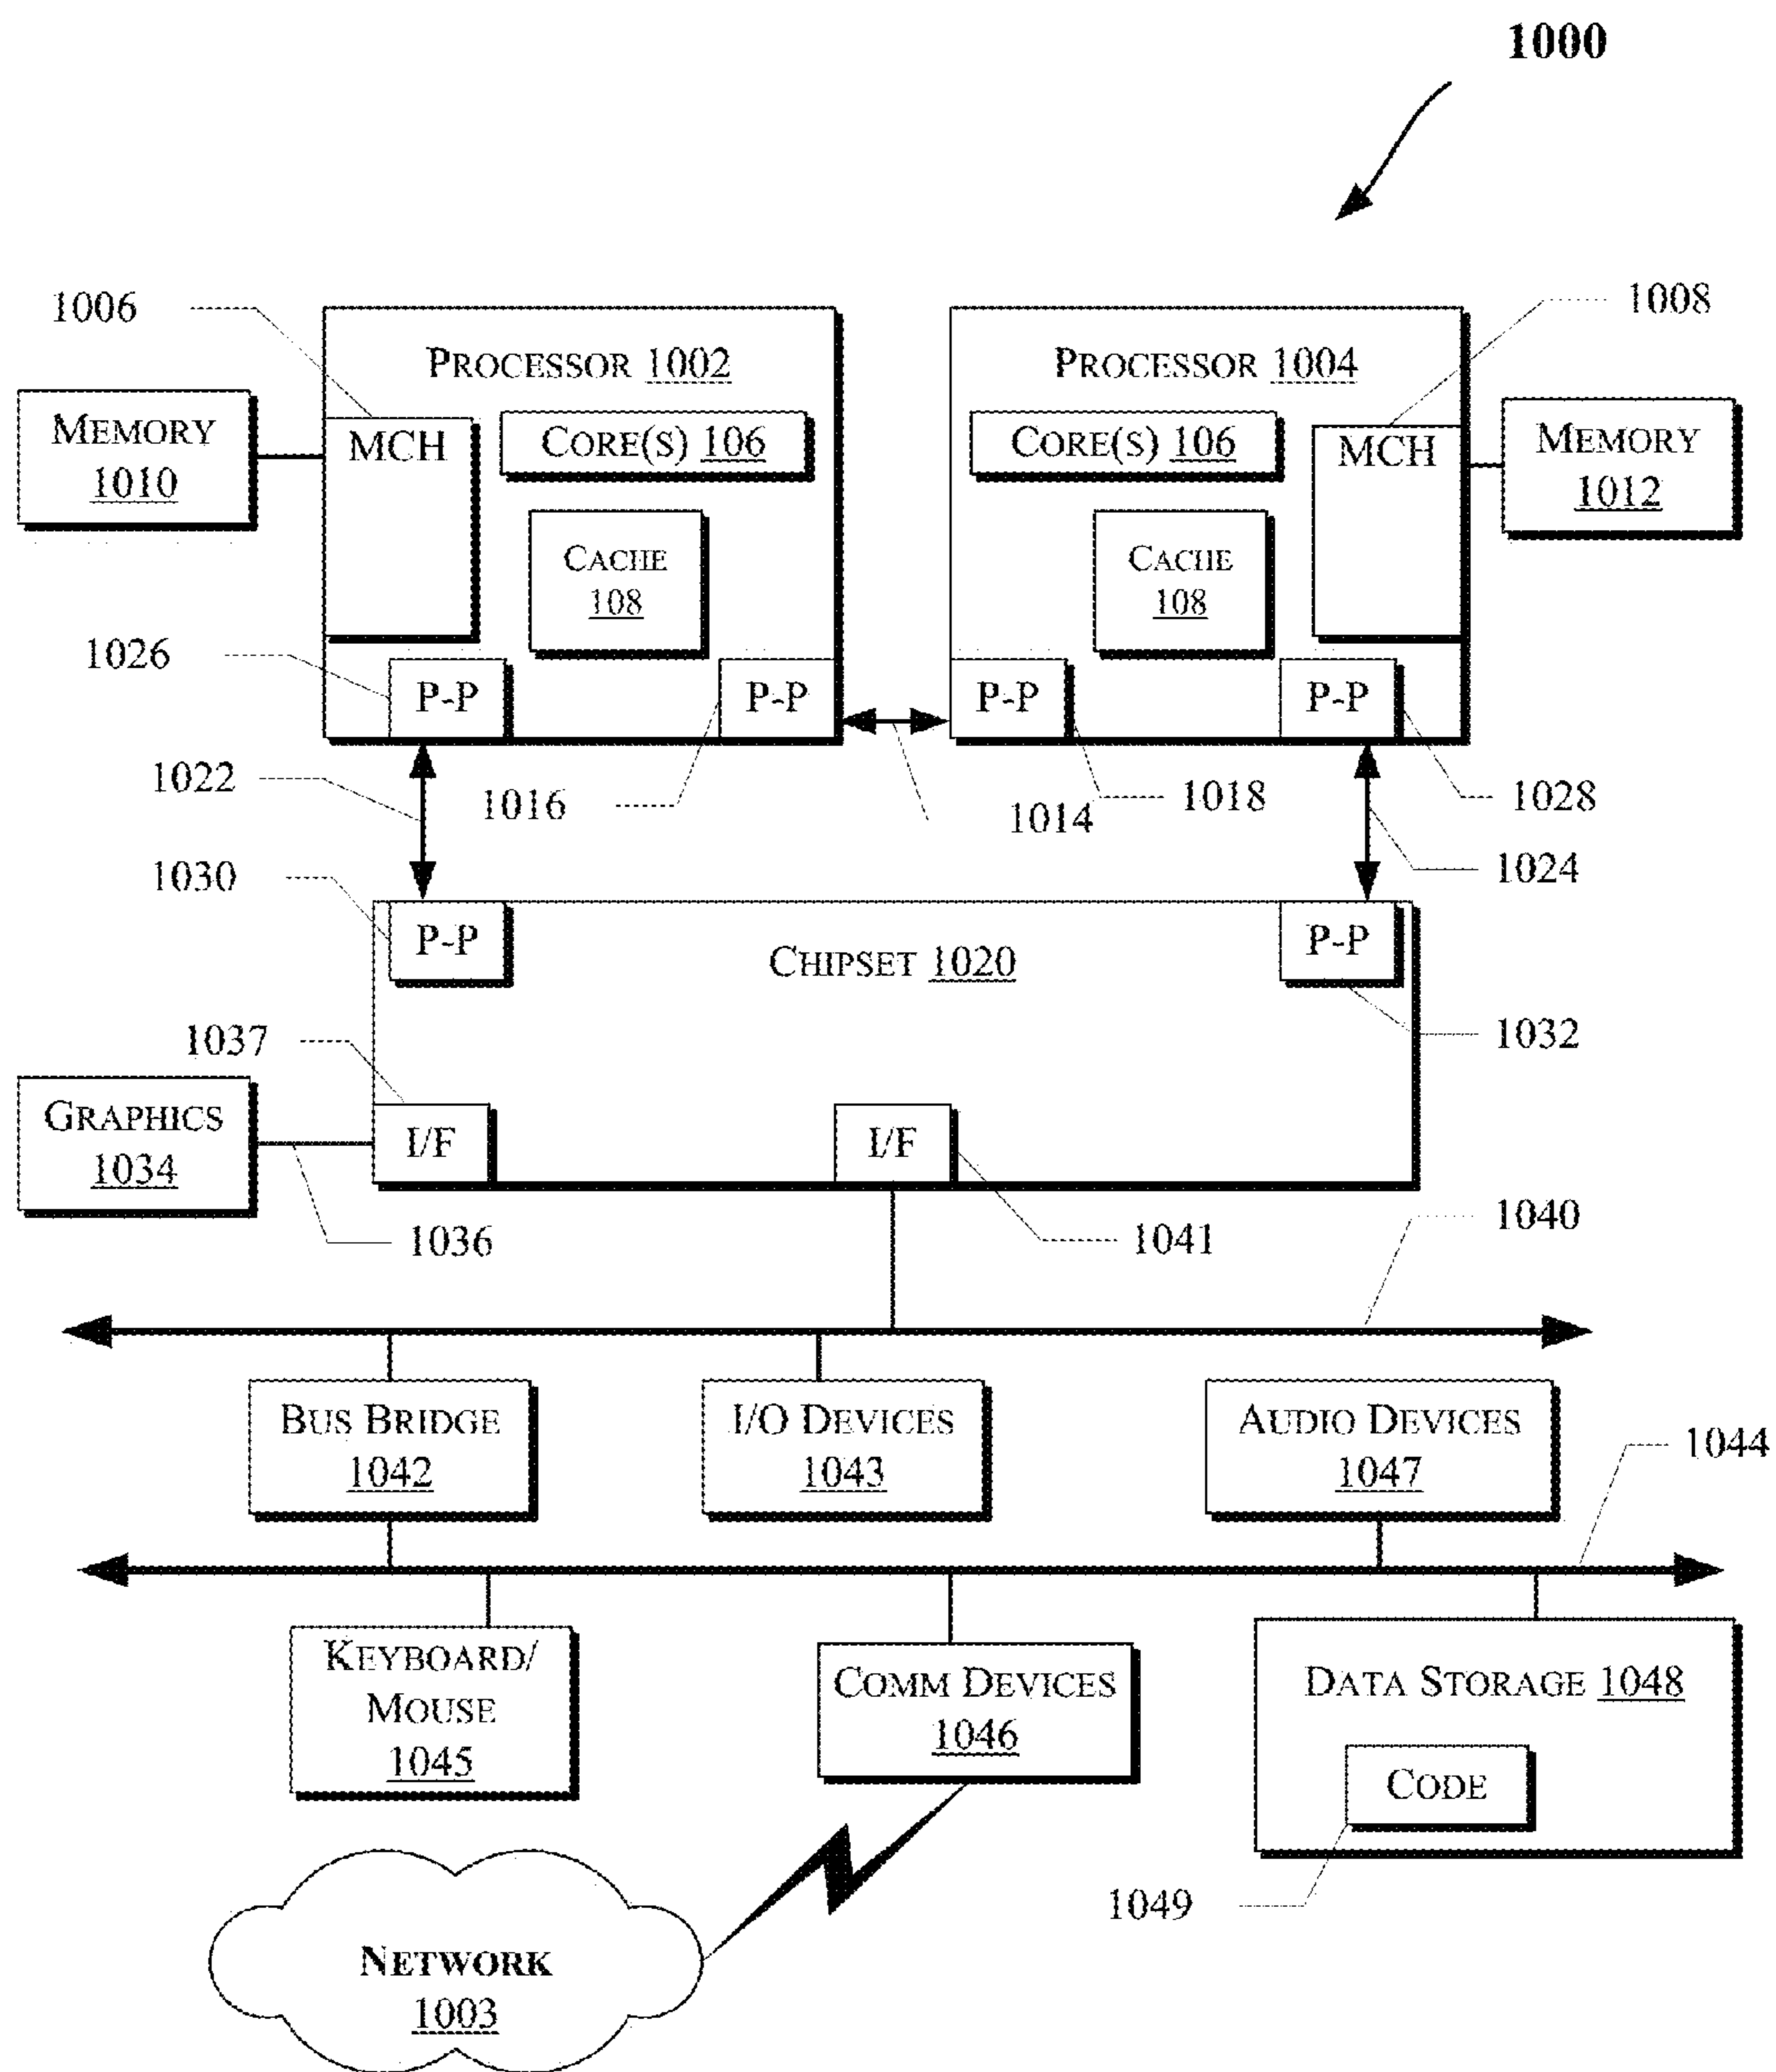 1000
1006
1008
PROCESSOR 1002
PROCESSOR 1004
MEMORY
1010
MCH
CORE(S) 106
CORE(S) 106
MCH
MEMORY
1012
CACHE
108
CACHE
108
1026
P-P
P-P
P-P
P-P
1022
1016
1014
1018
1028
1030
1024
P-P
CHIPSET 1020
P-P
1037
1032
GRAPHICS
1034
I/F
I/F
1036
1041
1040
BUS BRIDGE
1042
I/O DEVICES
1043
AUDIO DEVICES
1047
1044
KEYBOARD/
MOUSE
1045
COMM DEVICES
1046
DATA STORAGE 1048
CODE
1049
NETWORK
1003